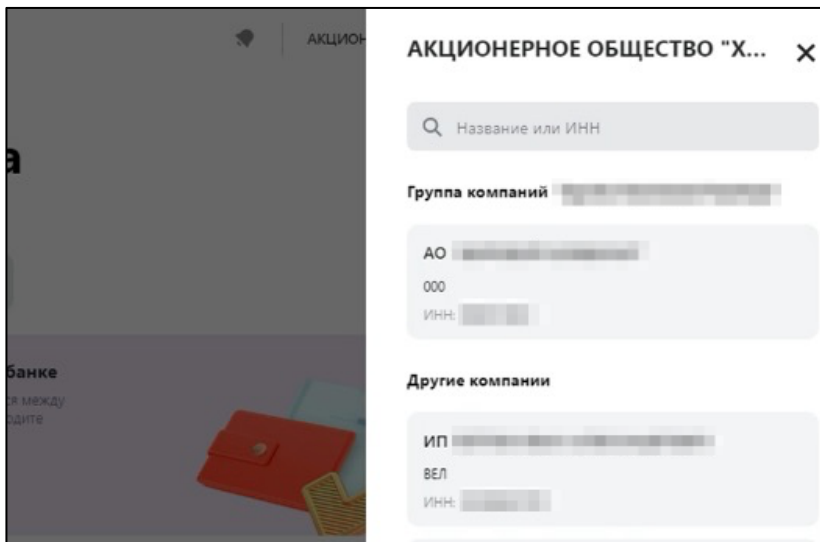 АКЦИОН
АКЦИОНЕРНОЕ ОБЩЕСТВО "Х...
Название или ИНН
а
Группа компаний
АО
ООО
ИНН:
банке
ся между
одите
Другие компании
ИП
ВЕЛ
ИНН: